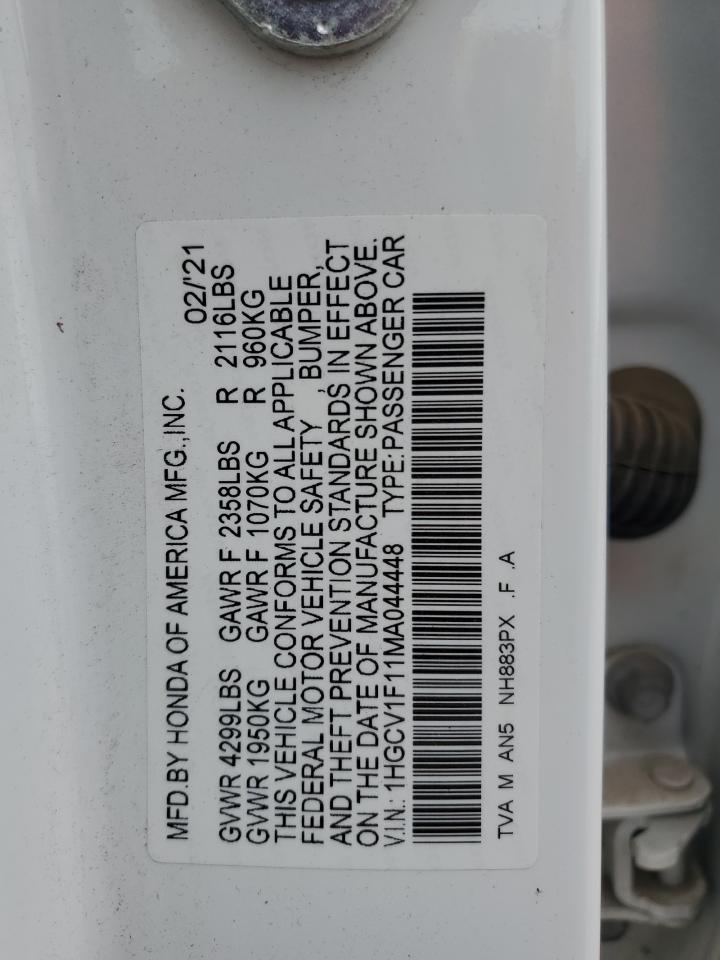 MFD.BY HONDA OF AMERICA MFG.,INC. 02/'21
GVWR 4299LBS GAWR F 2358LBS R 2116LBS
GVWR 1950KG GAWR F 1070KG R 960KG
THIS VEHICLE CONFORMS TO ALL APPLICABLE
FEDERAL MOTOR VEHICLE SAFETY , BUMPER,
AND THEFT PREVENTION STANDARDS IN EFFECT
ON THE DATE OF MANUFACTURE SHOWN ABOVE.
V.I.N.: 1HGCV1F11MA044448 TYPE:PASSENGER CAR
TVA M AN5 NH883PX .F .A